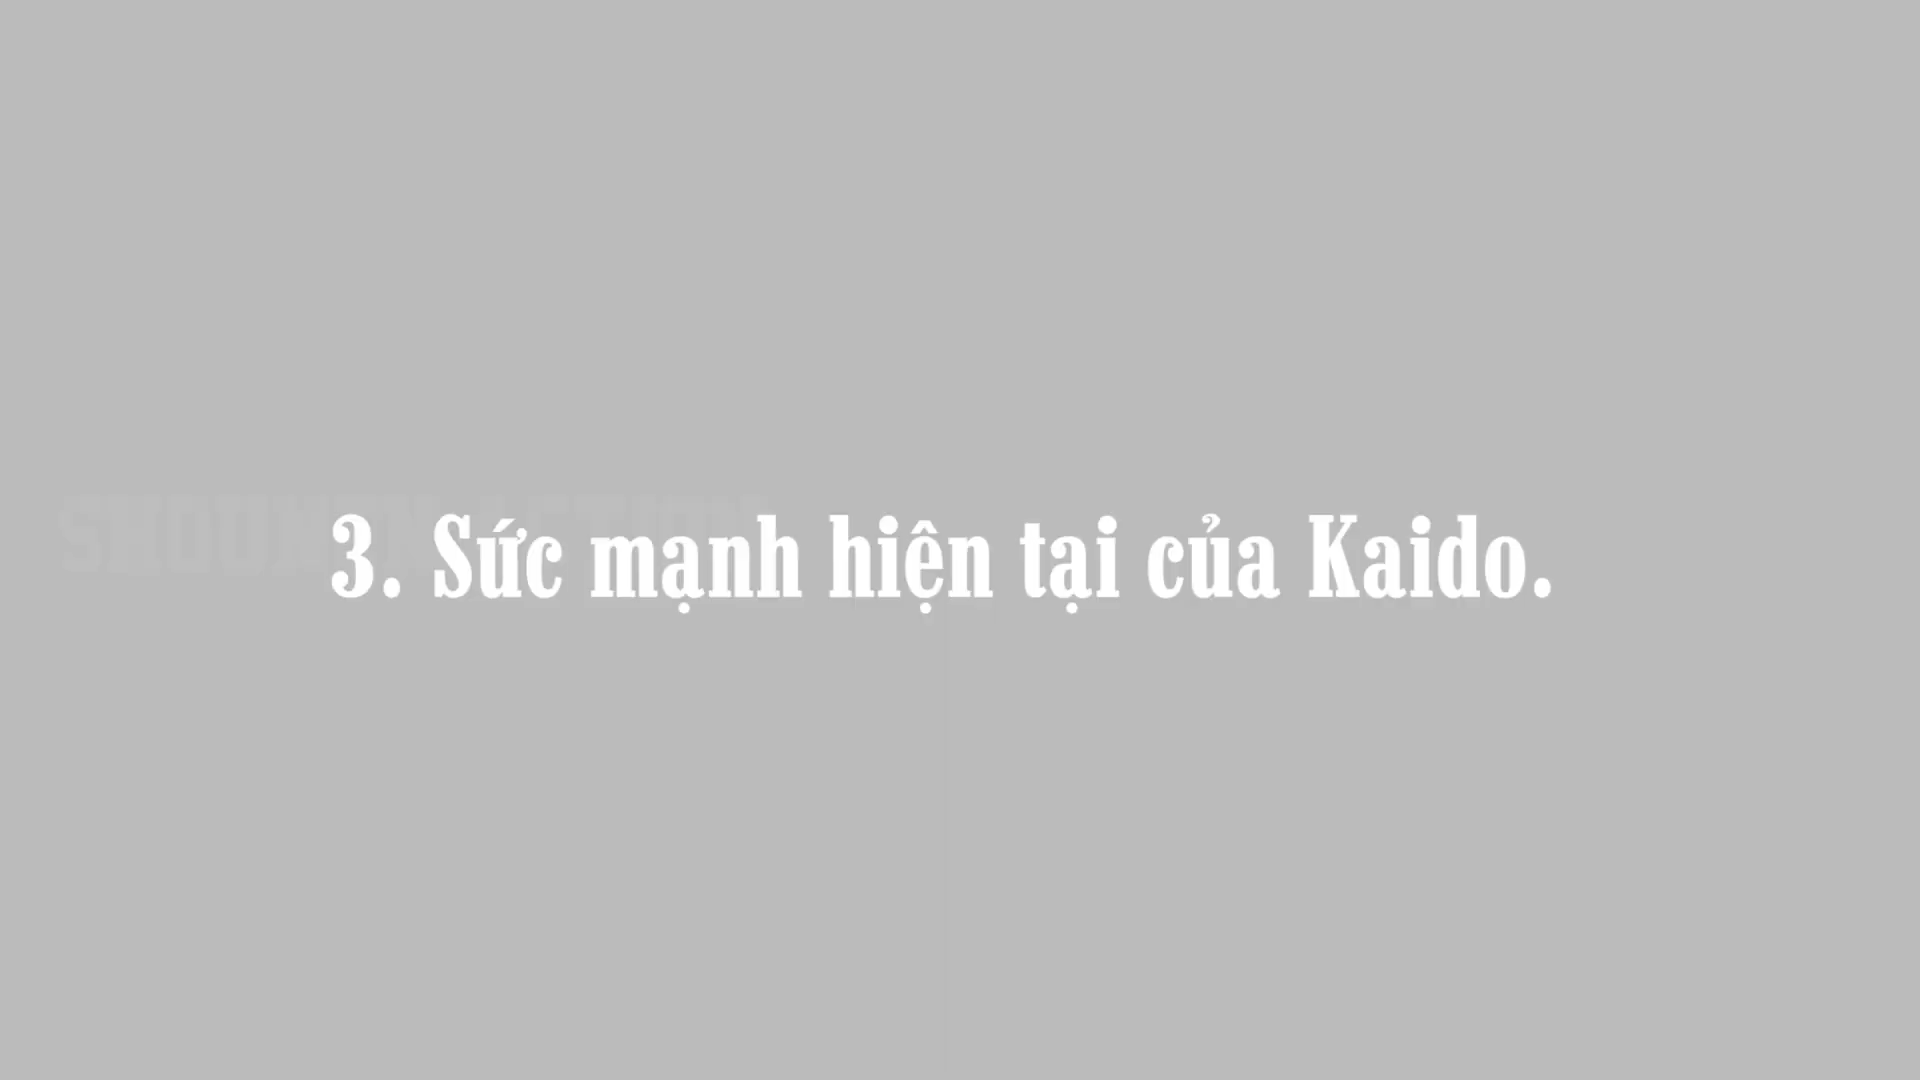 3. Sức mạnh hiện tại của Kaido.